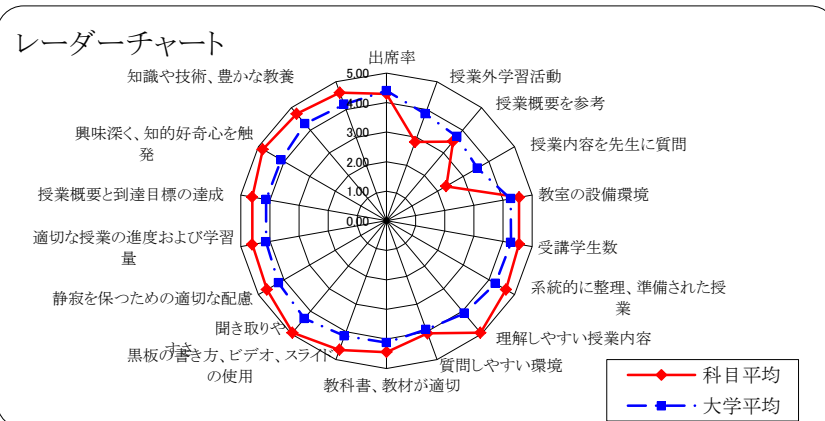 レーダーチャート
出席率
授業外学習活動
授業概要を参考
授業内容を先生に質問
教室の設備環境
受講学生数
系統的に整理、準備された授
業
理解しやすい授業内容
質問しやすい環境
教科書、教材が適切
黒板の書き方、ビデオ、スライド
の使用
聞き取りや
すさ
静寂を保つための適切な配慮
適切な授業の進度および学習
量
授業概要と到達目標の達成
興味深く、知的好奇心を触
発
知識や技術、豊かな教養
5.00
4.00
3.00
2.00
1.00
0.00
科目平均
大学平均